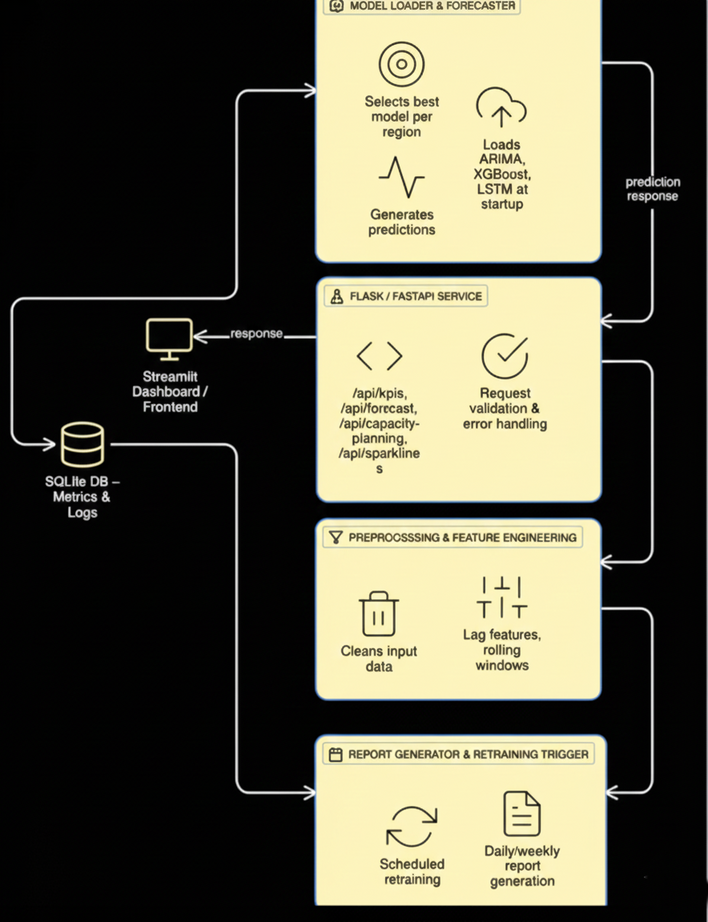 MODEL LOADER & FORECASTER
Selects best
model per
region
Loads
ARIMA,
XGBoost,
LSTM at
startup
Generates
predictions
prediction
response
FLASK / FASTAPI SERVICE
response
Streamlit
Dashboard /
Frontend
/api/kpis,
/api/forecast,
/api/capacity-
planning,
/api/sparkline
s
Request
validation &
error handling
SQLite DB –
Metrics &
Logs
PREPROCSSSING & FEATURE ENGINEERING
Cleans input
data
Lag features,
rolling
windows
REPORT GENERATOR & RETRAINING TRIGGER
Scheduled
retraining
Daily/weekly
report
generation